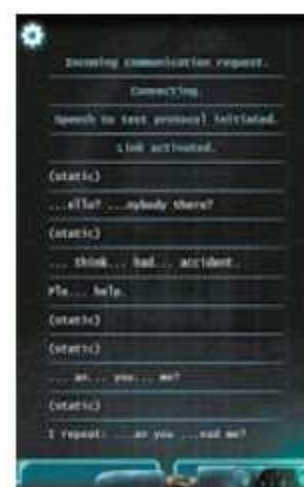 Incoming communication request.
Connecting.
Speech to text protocol initiated.
Link activated.
(static)
...ello? ...nybody there?
(static)
... think... had... accident.
Ple... help.
(static)
(static)
... an... you... me?
(static)
I repeat: ...an you ...ead me?